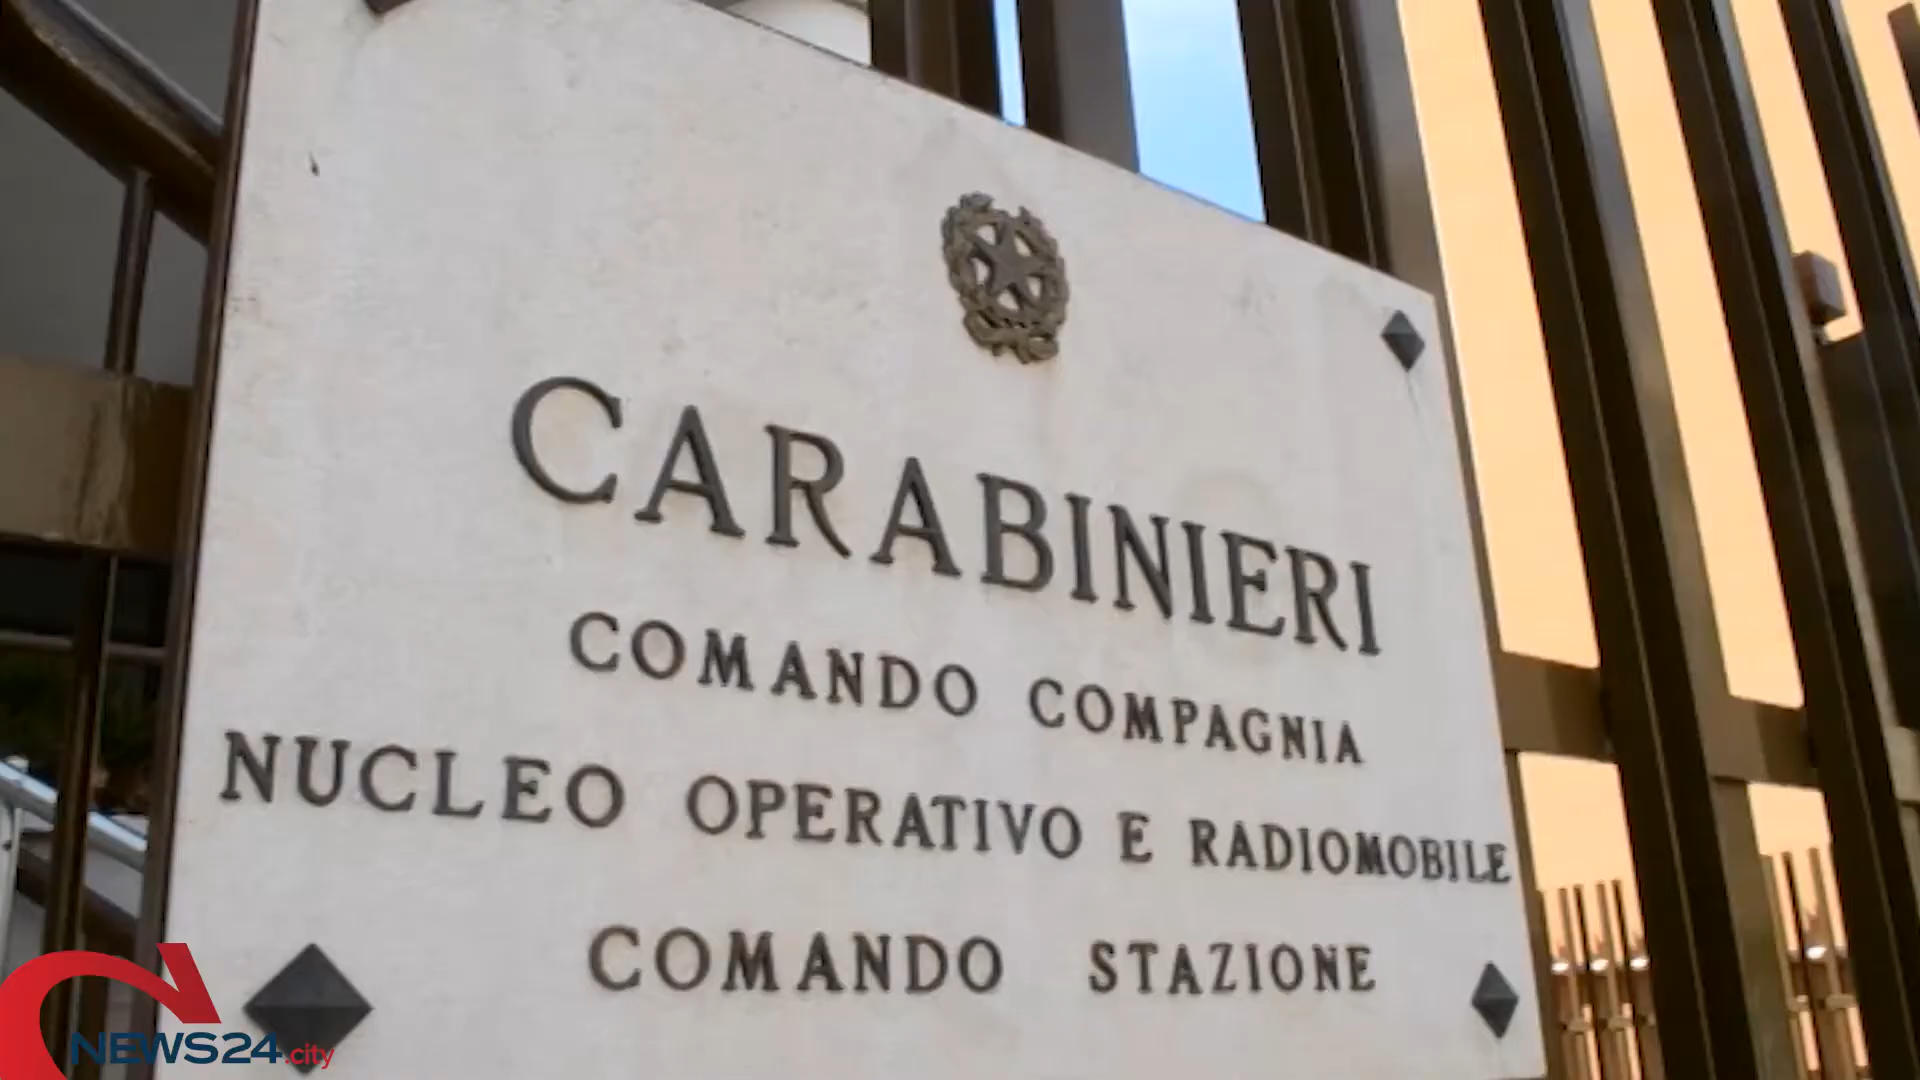 CARABINIERI
COMANDO COMPAGNIA
NUCLEO OPERATIVO E RADIOMOBILE
COMANDO STAZIONE
NEWS24.city